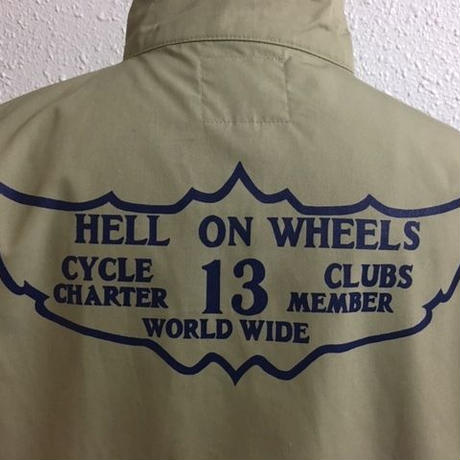 HELL ON WHEELS
CYCLE 13 CLUBS
CHARTER MEMBER
WORLD WIDE